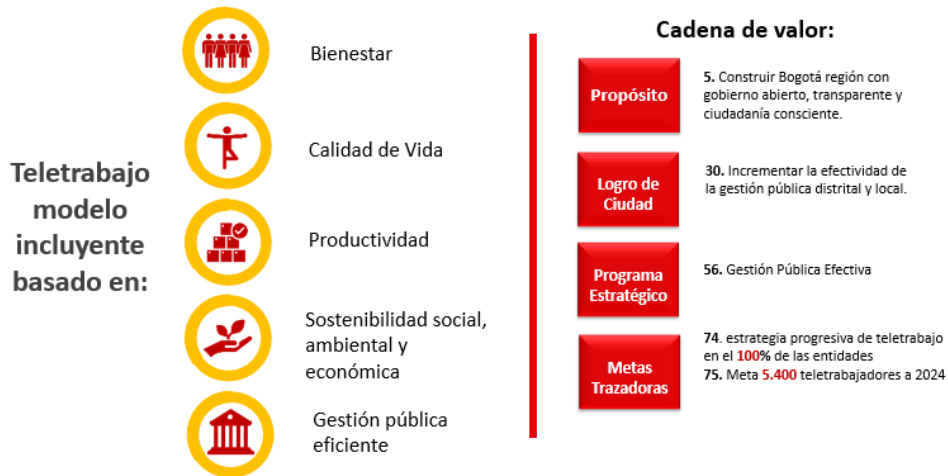 Teletrabajo
modelo
incluyente
basado en:
Bienestar
Calidad de Vida
Productividad
Sostenibilidad social,
ambiental y
económica
Gestión pública
eficiente
Cadena de valor:
Propósito
5. Construir Bogotá región con
gobierno abierto, transparente y
ciudadanía consciente.
Logro de
Ciudad
30. Incrementar la efectividad de
la gestión pública distrital y local.
Programa
Estratégico
56. Gestión Pública Efectiva
Metas
Trazadoras
74. estrategia progresiva de teletrabajo
en el 100% de las entidades
75. Meta 5.400 teletrabajadores a 2024